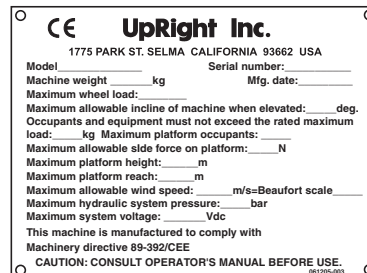 CE UpRight Inc.
1775 PARK ST. SELMA CALIFORNIA 93662 USA
Model_____________ Serial number:__________
Machine weight _______kg Mfg. date:________
Maximum wheel load:_______
Maximum allowable incline of machine when elevated:_____deg.
Occupants and equipment must not exceed the rated maximum
load:_____kg Maximum platform occupants: _____
Maximum allowable slde force on platform:_____N
Maximum platform height:______m
Maximum platform reach:______m
Maximum allowable wind speed: ______m/s=Beaufort scale_____
Maximum hydraulic system pressure:_____bar
Maximum system voltage: _______Vdc
This machine is manufactured to comply with
Machinery directive 89-392/CEE
CAUTION: CONSULT OPERATOR'S MANUAL BEFORE USE.
061205-003